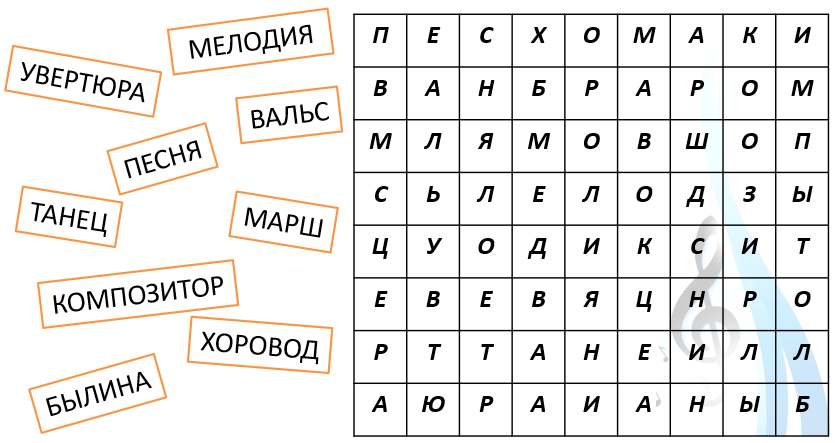 МЕЛОДИЯ
УВЕРТЮРА
ВАЛЬС
ПЕСНЯ
ТАНЕЦ
МАРШ
КОМПОЗИТОР
ХОРОВОД
БЫЛИНА
П Е С Х О М А К И
В А Н Б Р А Р О М
М Л Я М О В Ш О П
С Ь Л Е Л О Д З Ы
Ц У О Д И К С И Т
Е В Е В Я Ц Н Р О
Р Т Т А Н Е И Л Л
А Ю Р А И А Н Ы Б